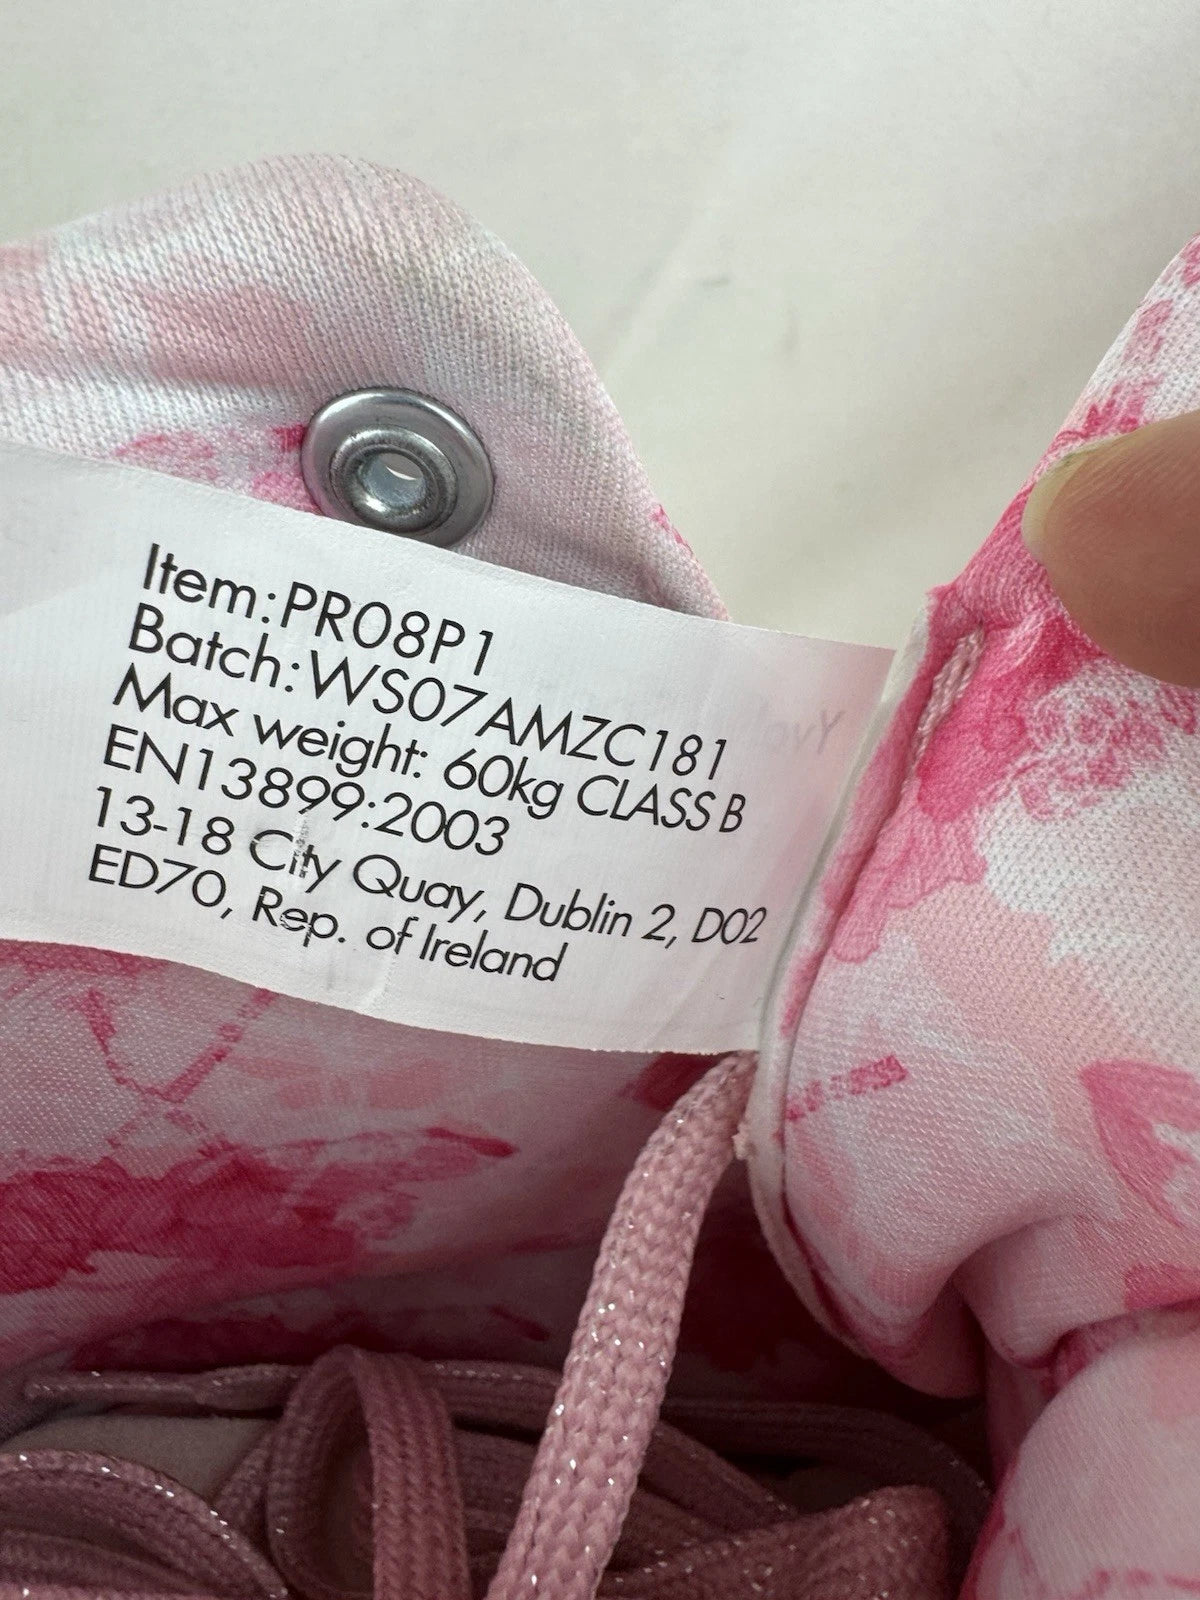 Item:PR08P1
Batch:WS07AMZC181
Max weight: 60kg CLASS B
EN13899:2003
13-18 City Quay, Dublin 2, D02
ED70, Rep. of Ireland